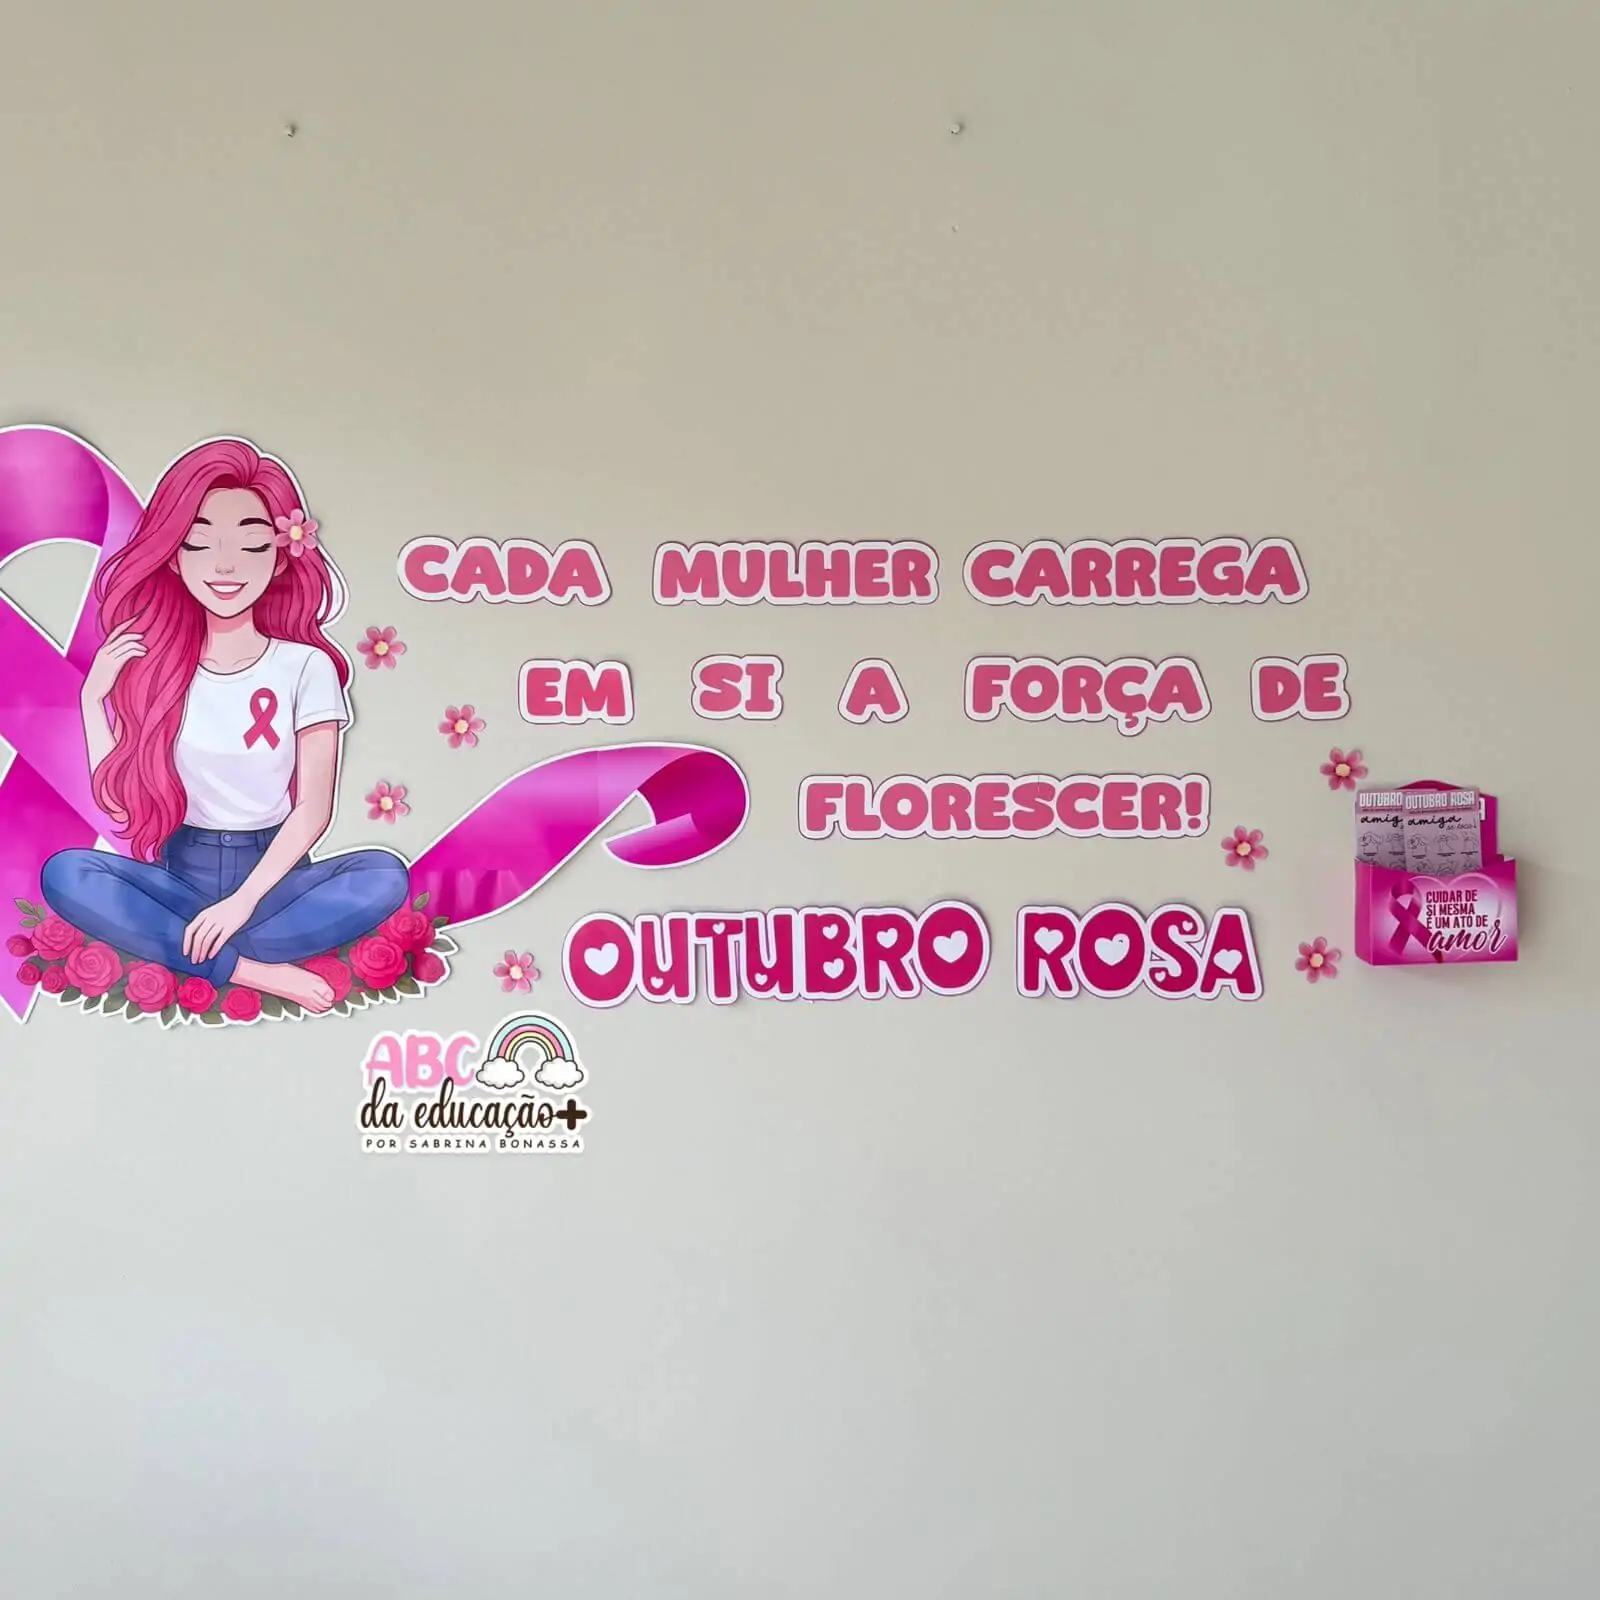 CADA MULHER CARREGA
EM SI A FORÇA DE
FLORESCER!
OUTUBRO ROSA
OUTUBRO
OUTUBRO ROSA
amiga
CUIDAR DE
SI MESMA
É UM ATO DE
amor
ABC
da educação+
POR SABRINA BONASSA